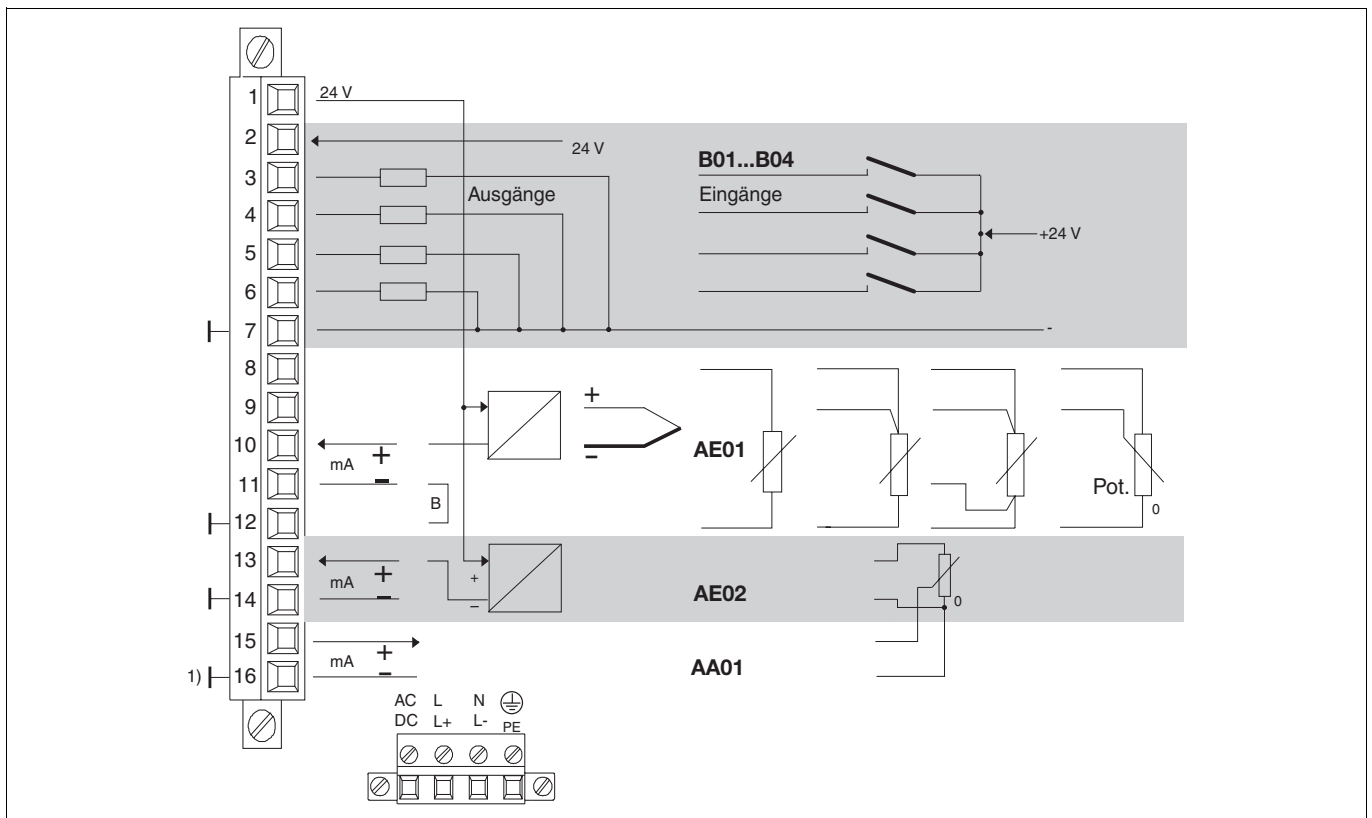 1 24 V
2 24 V
3
4
5
6
7 -
8
9
10
11
12
13
14
15
1) 16
B01...B04
Ausgänge Eingänge
+24 V
+
-
AE01
mA + -
B
Pot.
0
mA + -
+
–
AE02
0
mA + -
AA01
AC L N
DC L+ L- PE